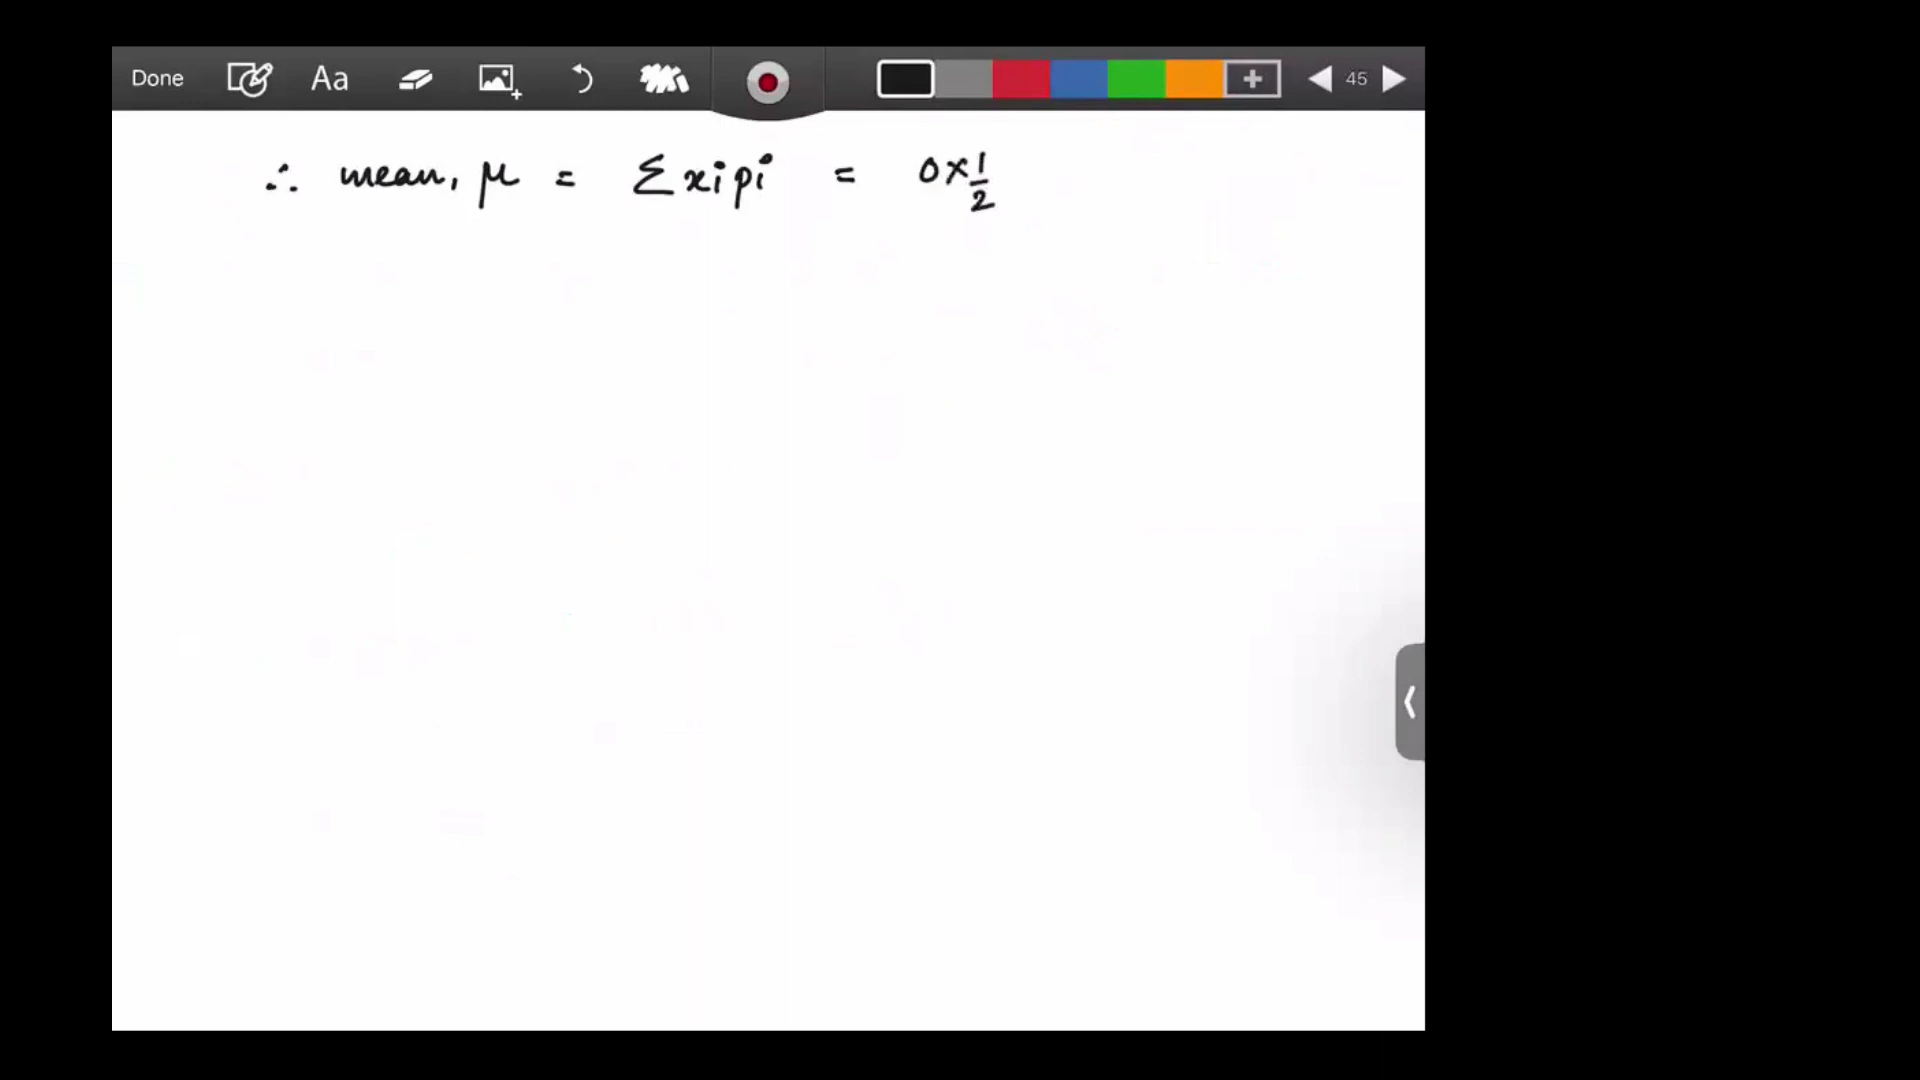 Done Aa 45
∴ mean, μ = Σxipi = 0×1/2